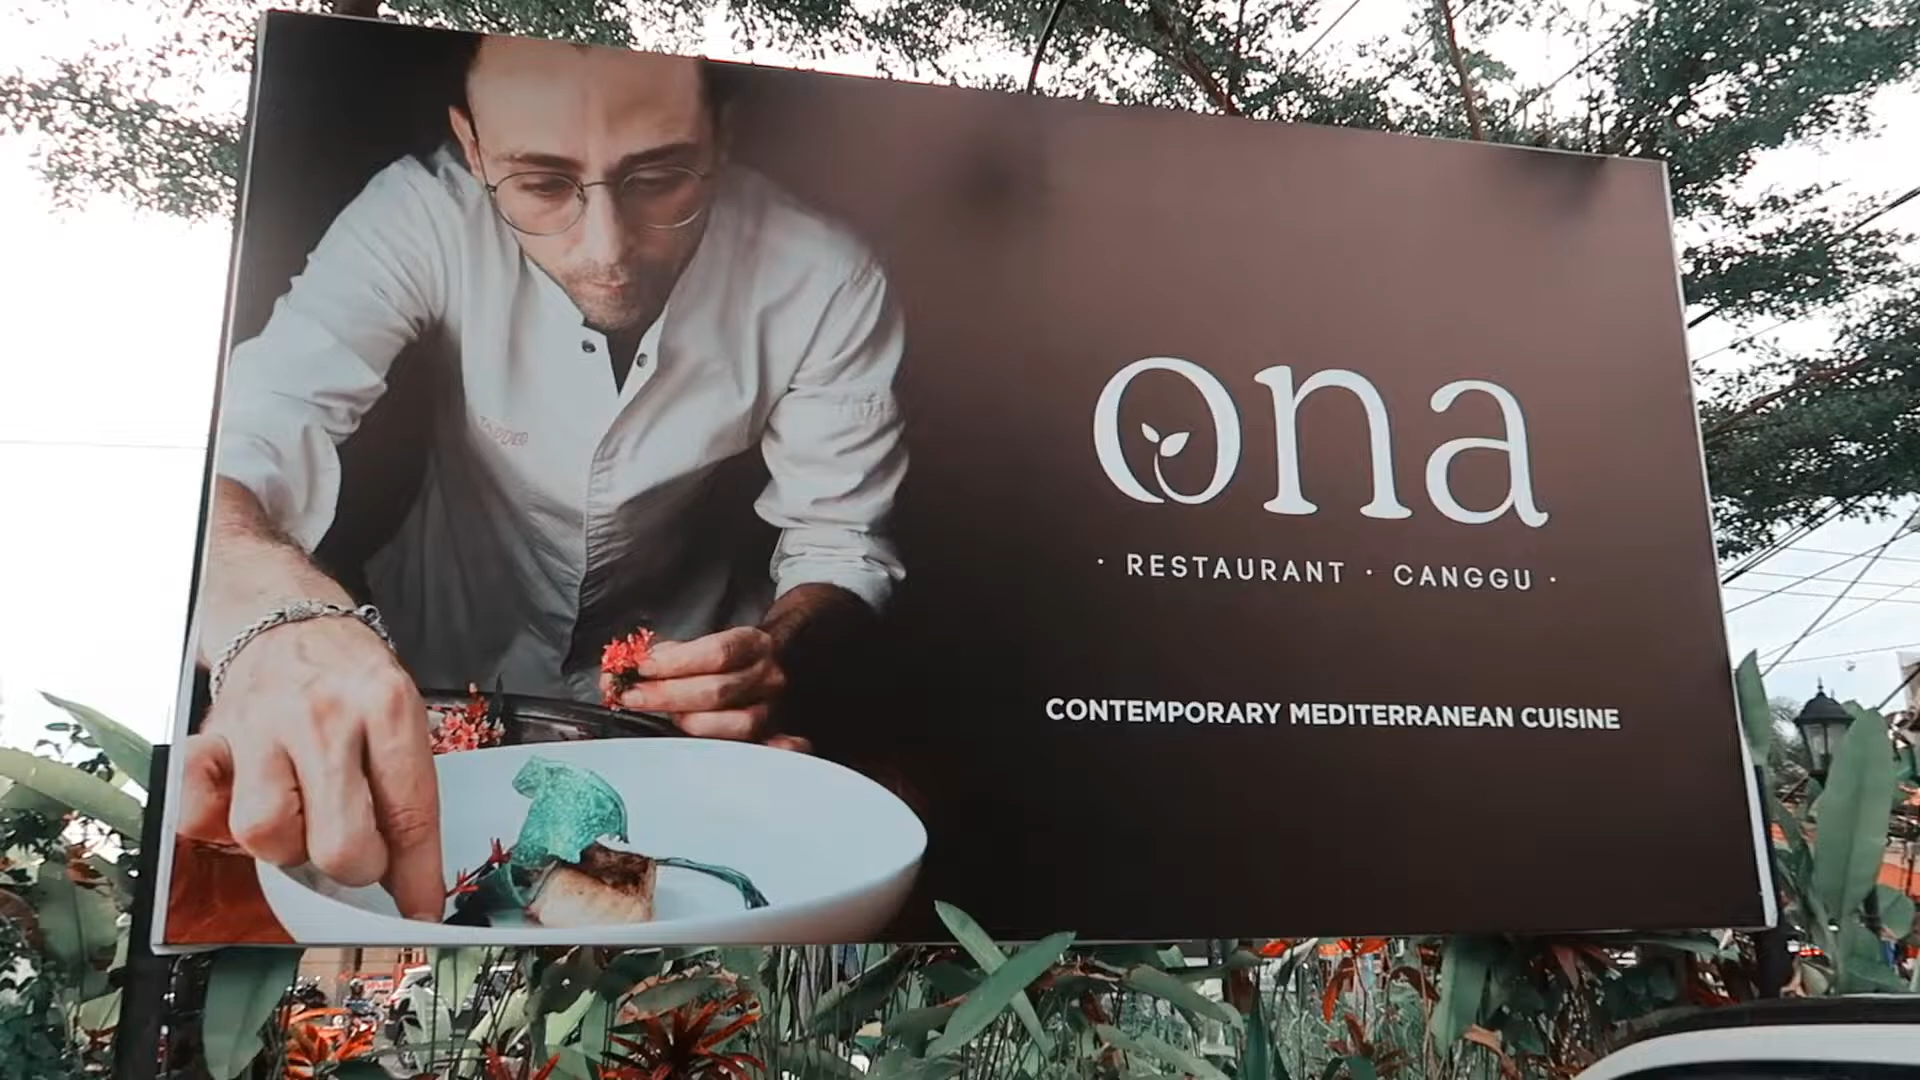 ona
· RESTAURANT · CANGGU ·
CONTEMPORARY MEDITERRANEAN CUISINE